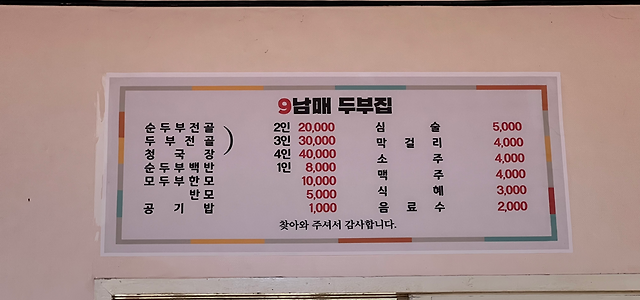 9남매 두부집
순두부전골 2인 20,000
두부전골 3인 30,000
청국장 4인 40,000
순두부백반 1인 8,000
모두부한모 10,000
반모 5,000
공기밥 1,000
심술 5,000
막걸리 4,000
소주 4,000
맥주 4,000
식혜 3,000
음료수 2,000
찾아와 주셔서 감사합니다.